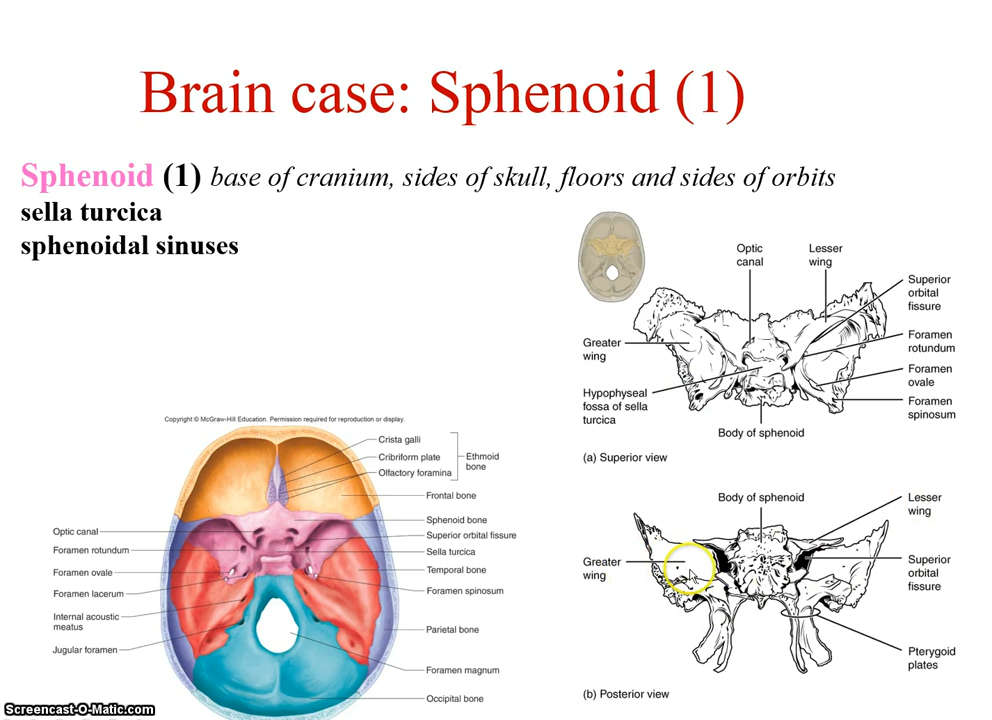 Brain case: Sphenoid (1)
Sphenoid (1) base of cranium, sides of skull, floors and sides of orbits
sella turcica
sphenoidal sinuses
Optic
canal
Lesser
wing
Superior
orbital
fissure
Greater
wing
Foramen
rotundum
Foramen
ovale
Hypophyseal
fossa of sella
turcica
Foramen
spinosum
Body of sphenoid
(a) Superior view
Copyright © McGraw-Hill Education. Permission required for reproduction or display.
Crista galli
Cribriform plate
Olfactory foramina
Ethmoid
bone
Frontal bone
Optic canal
Sphenoid bone
Superior orbital fissure
Foramen rotundum
Sella turcica
Foramen ovale
Temporal bone
Foramen lacerum
Foramen spinosum
Internal acoustic
meatus
Parietal bone
Jugular foramen
Foramen magnum
Occipital bone
Body of sphenoid
Lesser
wing
Greater
wing
Superior
orbital
fissure
Pterygoid
plates
(b) Posterior view
Screencast-O-Matic.com